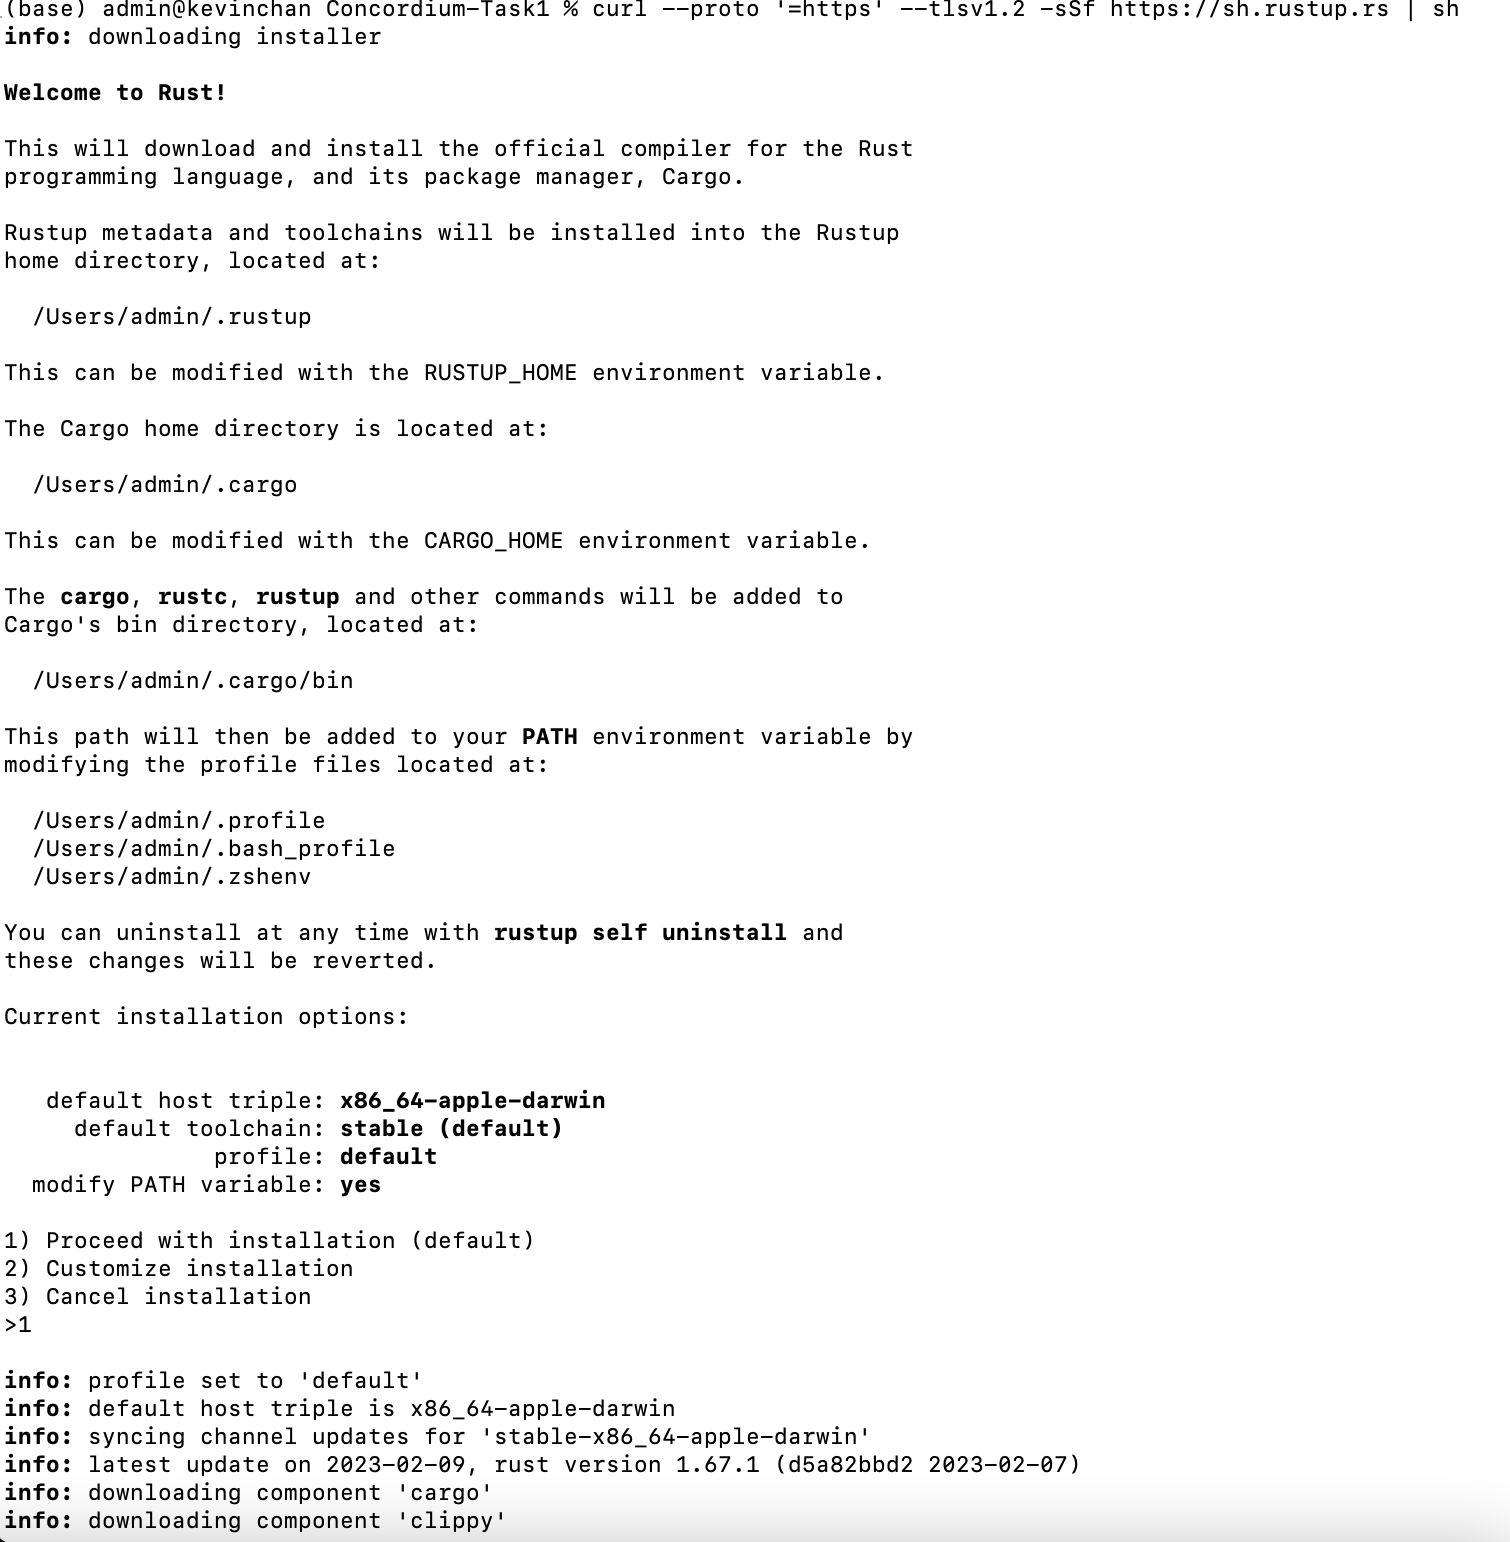 (base) admin@kevinchan Concordium-Task1 % curl --proto '=https' --tlsv1.2 -sSf https://sh.rustup.rs | sh
info: downloading installer
Welcome to Rust!
This will download and install the official compiler for the Rust
programming language, and its package manager, Cargo.
Rustup metadata and toolchains will be installed into the Rustup
home directory, located at:
/Users/admin/.rustup
This can be modified with the RUSTUP_HOME environment variable.
The Cargo home directory is located at:
/Users/admin/.cargo
This can be modified with the CARGO_HOME environment variable.
The cargo, rustc, rustup and other commands will be added to
Cargo's bin directory, located at:
/Users/admin/.cargo/bin
This path will then be added to your PATH environment variable by
modifying the profile files located at:
/Users/admin/.profile
/Users/admin/.bash_profile
/Users/admin/.zshenv
You can uninstall at any time with rustup self uninstall and
these changes will be reverted.
Current installation options:
default host triple: x86_64-apple-darwin
default toolchain: stable (default)
profile: default
modify PATH variable: yes
1) Proceed with installation (default)
2) Customize installation
3) Cancel installation
>1
info: profile set to 'default'
info: default host triple is x86_64-apple-darwin
info: syncing channel updates for 'stable-x86_64-apple-darwin'
info: latest update on 2023-02-09, rust version 1.67.1 (d5a82bbd2 2023-02-07)
info: downloading component 'cargo'
info: downloading component 'clippy'